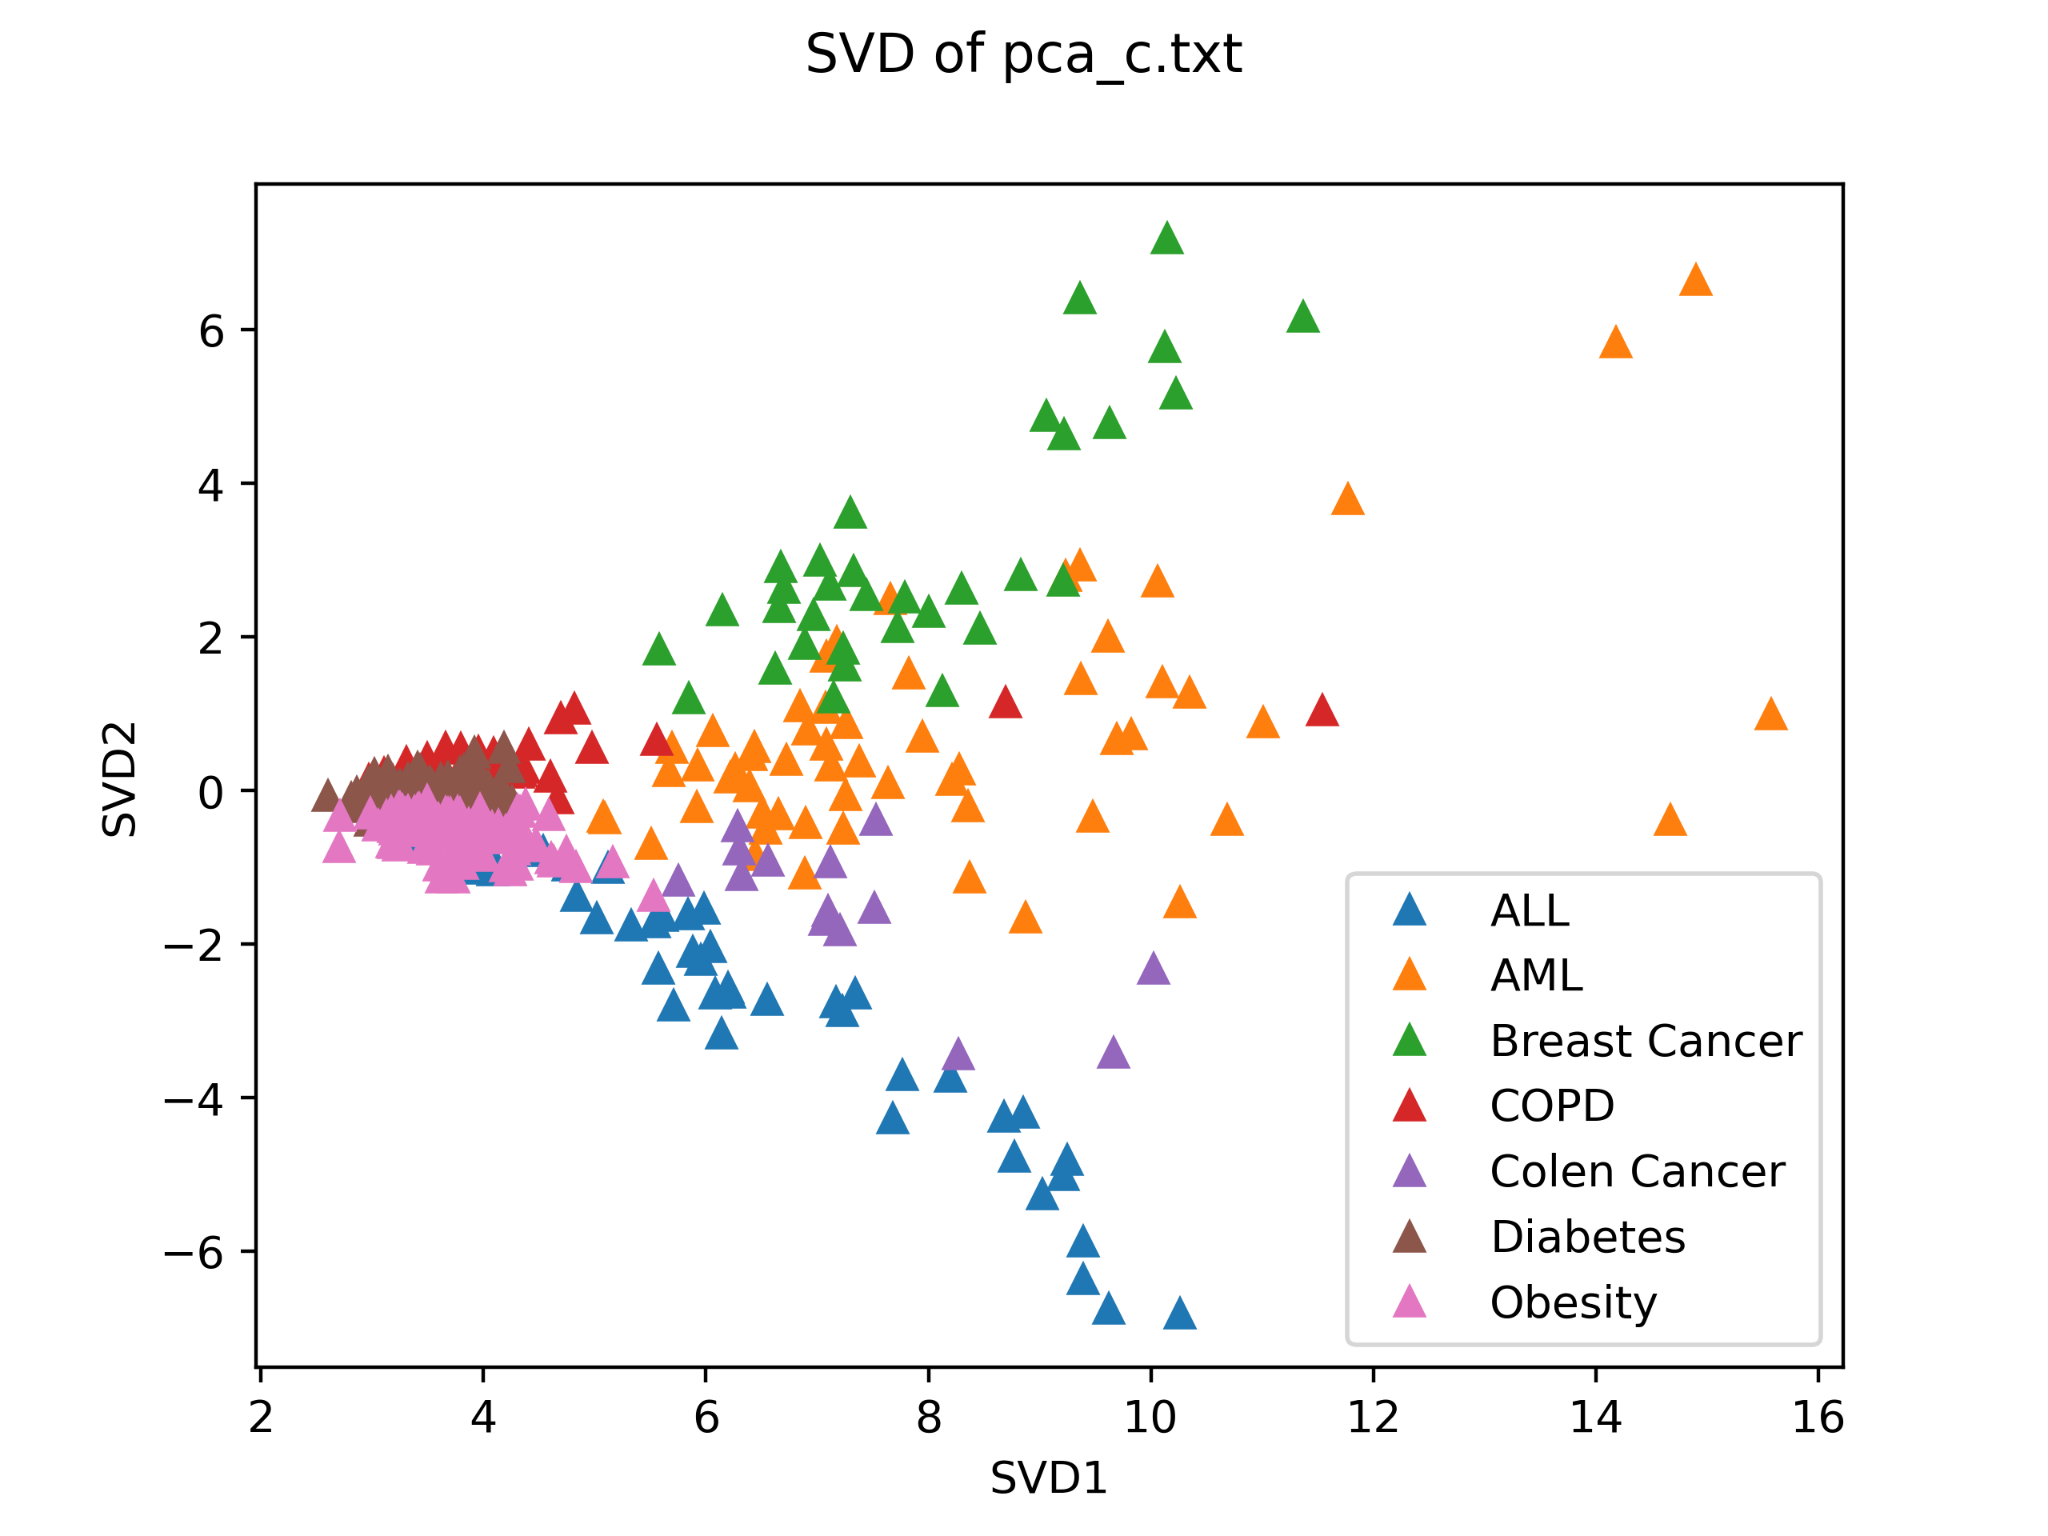 SVD of pca_c.txt
6
4
2
0
−2
−4
−6
SVD2
2 4 6 8 10 12 14 16
SVD1
ALL
AML
Breast Cancer
COPD
Colen Cancer
Diabetes
Obesity